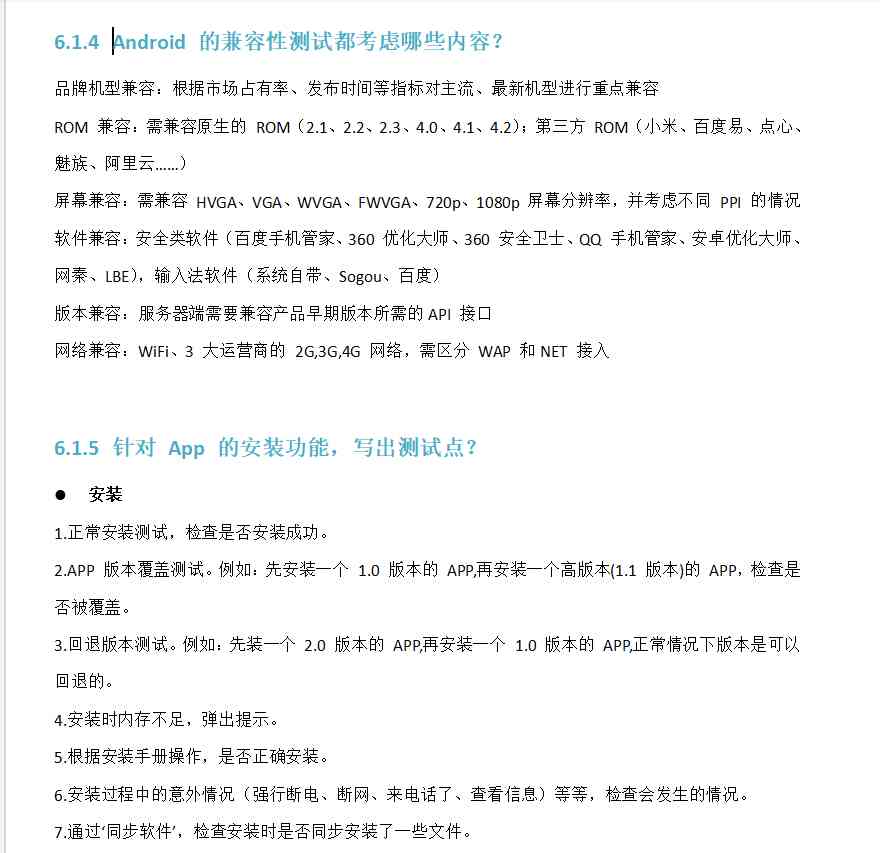 6.1.4 Android 的兼容性测试都考虑哪些内容？
品牌机型兼容：根据市场占有率、发布时间等指标对主流、最新机型进行重点兼容
ROM 兼容：需兼容原生的 ROM（2.1、2.2、2.3、4.0、4.1、4.2）；第三方 ROM（小米、百度易、点心、
魅族、阿里云……）
屏幕兼容：需兼容 HVGA、VGA、WVGA、FWVGA、720p、1080p 屏幕分辨率，并考虑不同 PPI 的情况
软件兼容：安全类软件（百度手机管家、360 优化大师、360 安全卫士、QQ 手机管家、安卓优化大师、
网秦、LBE），输入法软件（系统自带、Sogou、百度）
版本兼容：服务器端需要兼容产品早期版本所需的 API 接口
网络兼容：WiFi、3 大运营商的 2G,3G,4G 网络，需区分 WAP 和 NET 接入
6.1.5 针对 App 的安装功能，写出测试点？
● 安装
1.正常安装测试，检查是否安装成功。
2.APP 版本覆盖测试。例如：先安装一个 1.0 版本的 APP,再安装一个高版本(1.1 版本)的 APP，检查是
否被覆盖。
3.回退版本测试。例如：先装一个 2.0 版本的 APP,再安装一个 1.0 版本的 APP,正常情况下版本是可以
回退的。
4.安装时内存不足，弹出提示。
5.根据安装手册操作，是否正确安装。
6.安装过程中的意外情况（强行断电、断网、来电话了、查看信息）等等，检查会发生的情况。
7.通过‘同步软件’，检查安装时是否同步安装了一些文件。